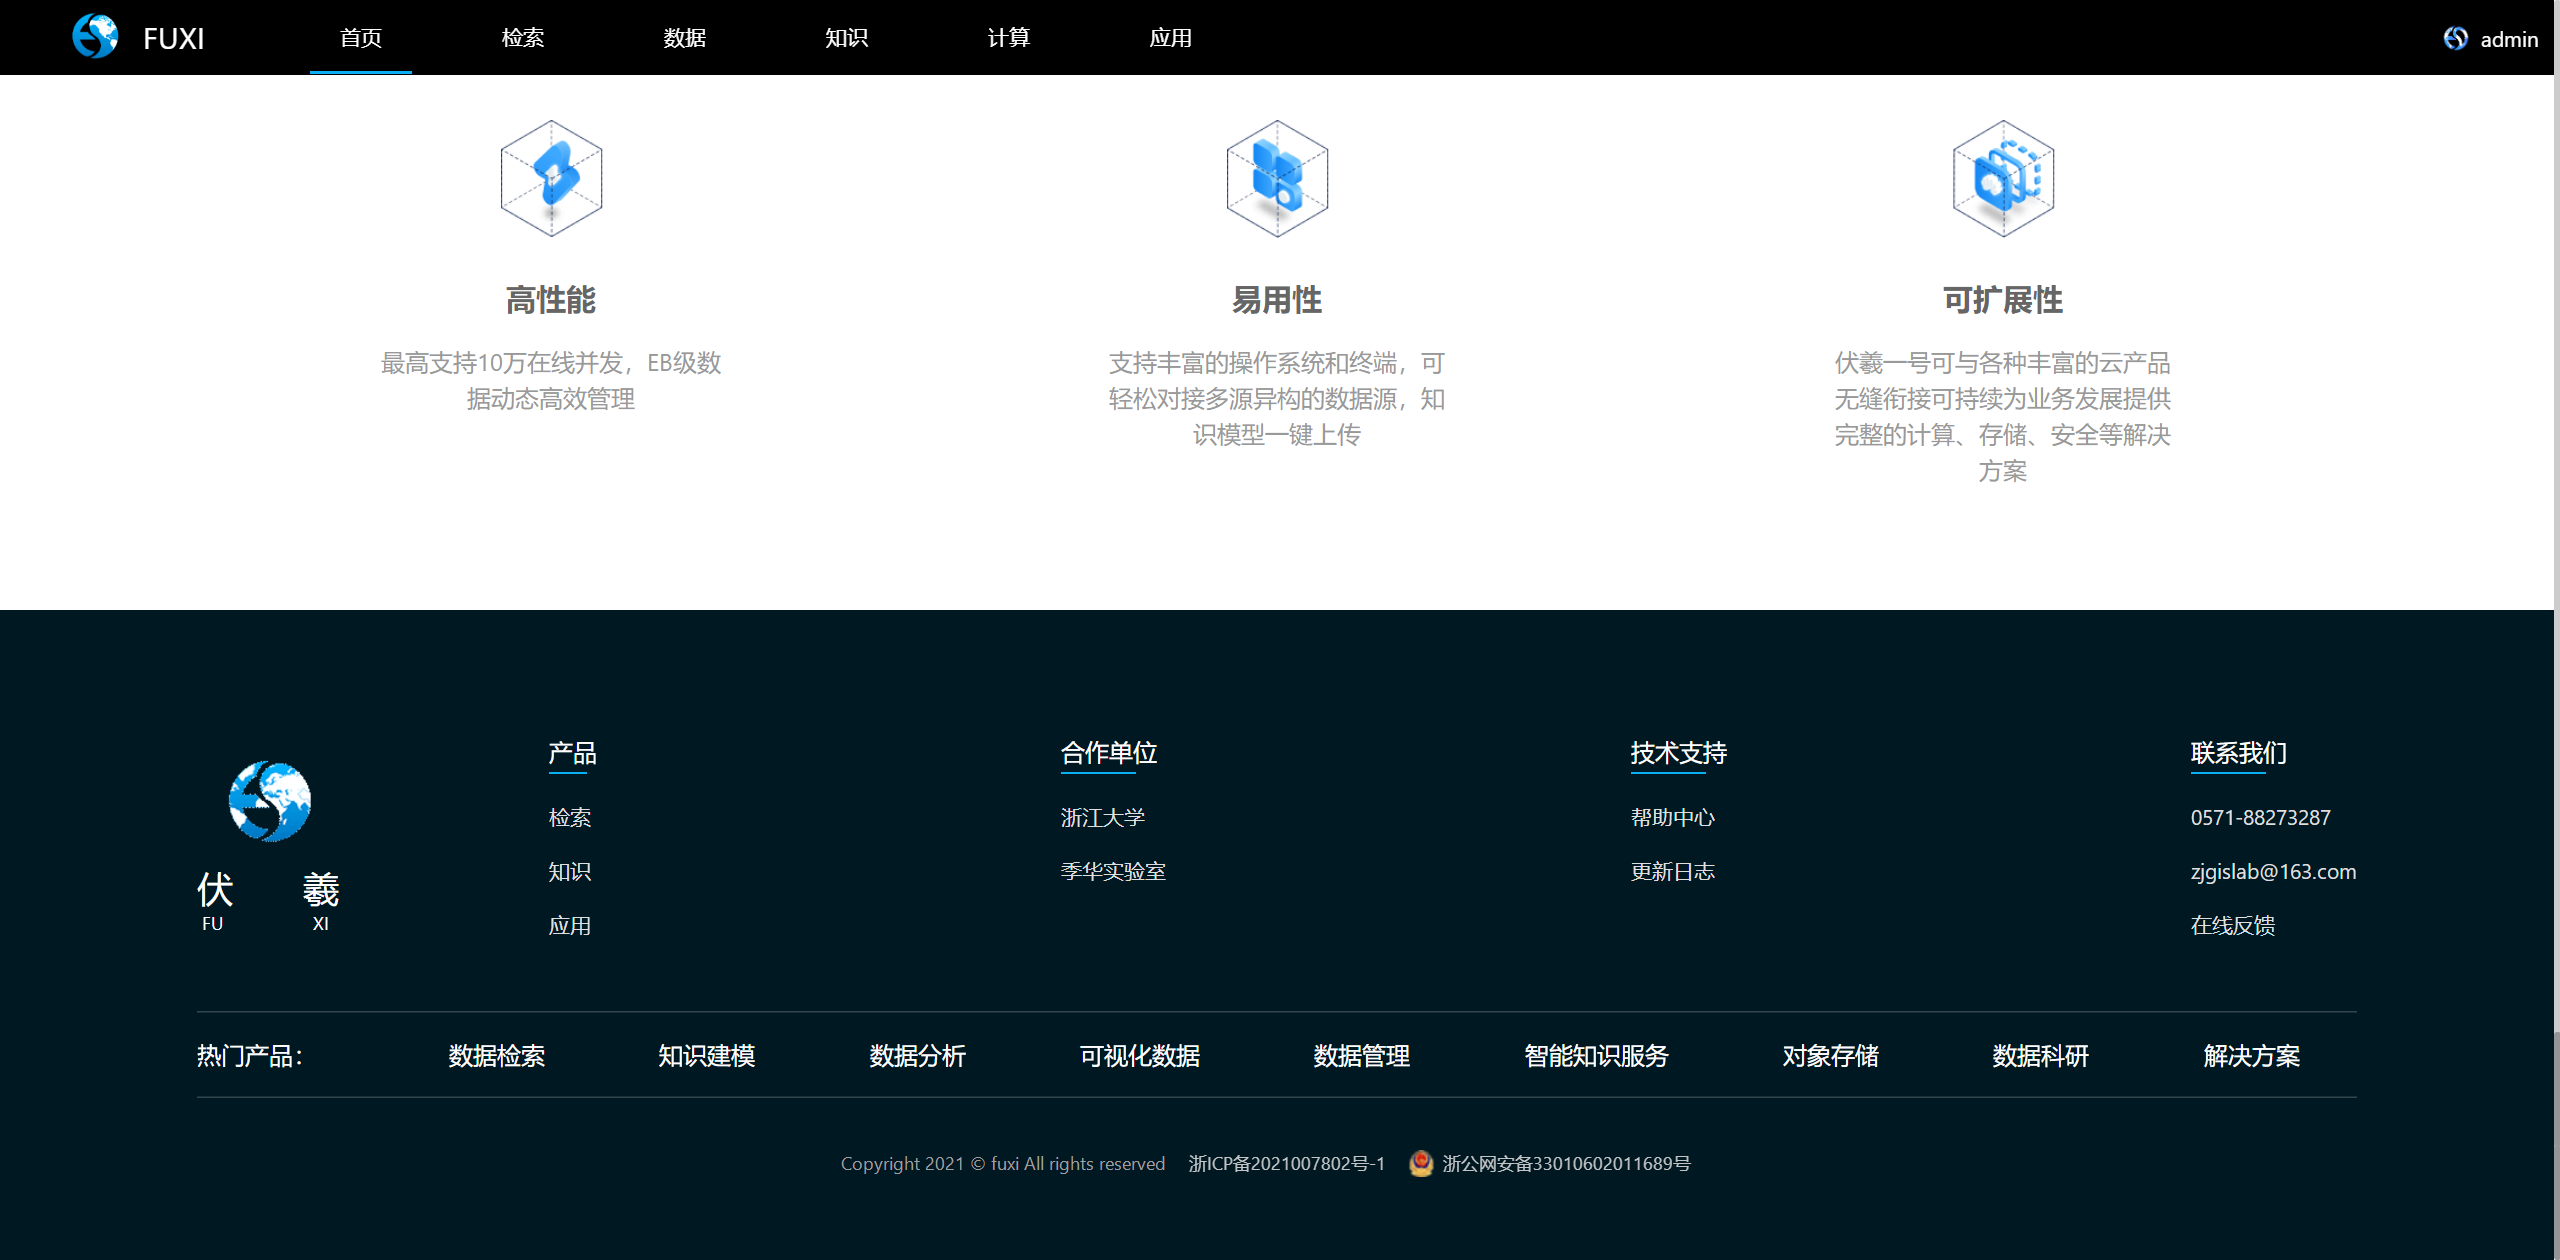 FUXI
首页
检索
数据
知识
计算
应用
admin
高性能
最高支持10万在线并发，EB级数
据动态高效管理
易用性
支持丰富的操作系统和终端，可
轻松对接多源异构的数据源，知
识模型一键上传
可扩展性
伏羲一号可与各种丰富的云产品
无缝衔接可持续为业务发展提供
完整的计算、存储、安全等解决
方案
伏 羲
FU XI
产品
检索
知识
应用
合作单位
浙江大学
季华实验室
技术支持
帮助中心
更新日志
联系我们
0571-88273287
zjgislab@163.com
在线反馈
热门产品：
数据检索
知识建模
数据分析
可视化数据
数据管理
智能知识服务
对象存储
数据科研
解决方案
Copyright 2021 © fuxi All rights reserved 浙ICP备2021007802号-1 浙公网安备33010602011689号